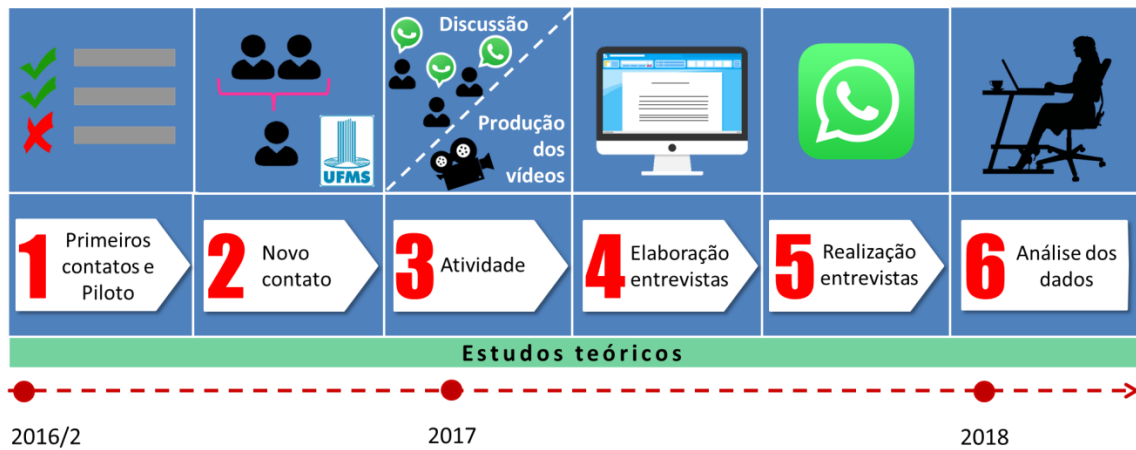 Discussão
Produção
dos
vídeos
UFMS
1
Primeiros
contatos e
Piloto
2
Novo
contato
3
Atividade
4
Elaboração
entrevistas
5
Realização
entrevistas
6
Análise dos
dados
Estudos teóricos
2016/2
2017
2018